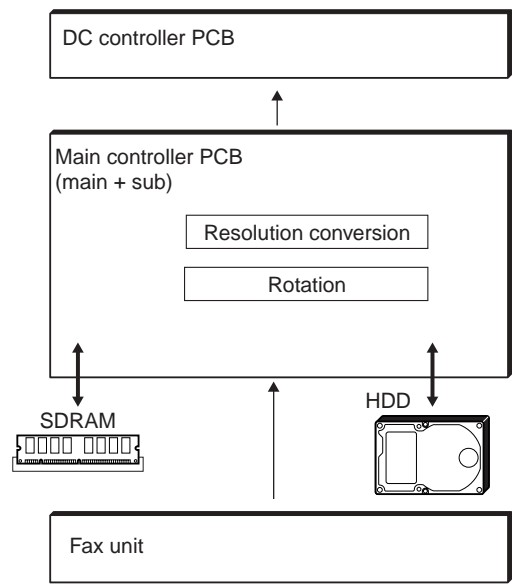 DC controller PCB
Main controller PCB
(main + sub)
Resolution conversion
Rotation
SDRAM
HDD
Fax unit